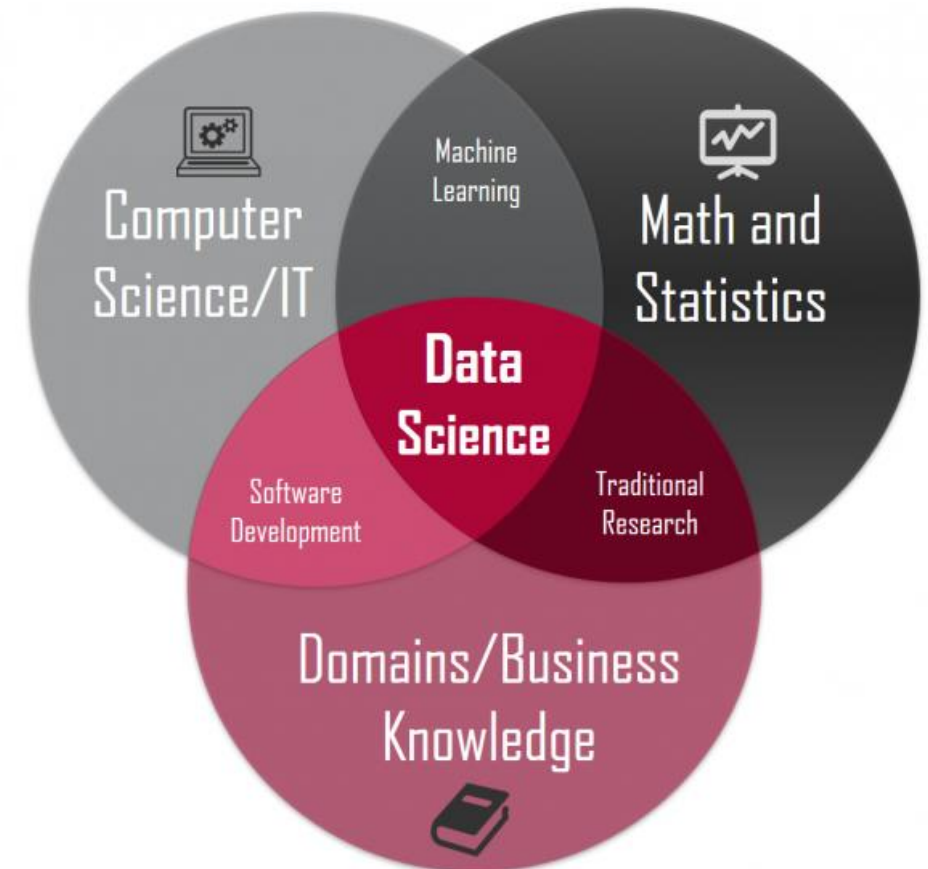 Machine
Learning
Computer
Science/IT
Math and
Statistics
Data
Science
Software
Development
Traditional
Research
Domains/Business
Knowledge